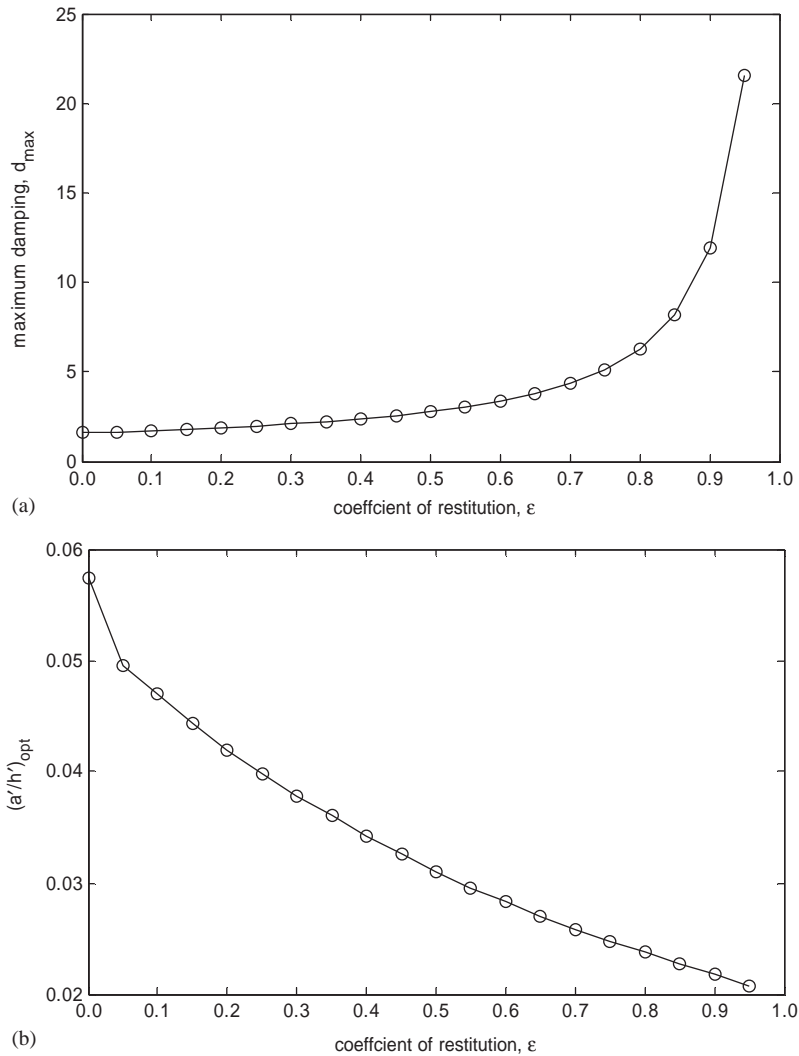 25
20
15
10
5
0
maximum damping, d_max
0.0 0.1 0.2 0.3 0.4 0.5 0.6 0.7 0.8 0.9 1.0
(a)
coeffcient of restitution, ε
0.06
0.05
0.04
0.03
0.02
(a′/h′)_opt
0.0 0.1 0.2 0.3 0.4 0.5 0.6 0.7 0.8 0.9 1.0
(b)
coeffcient of restitution, ε